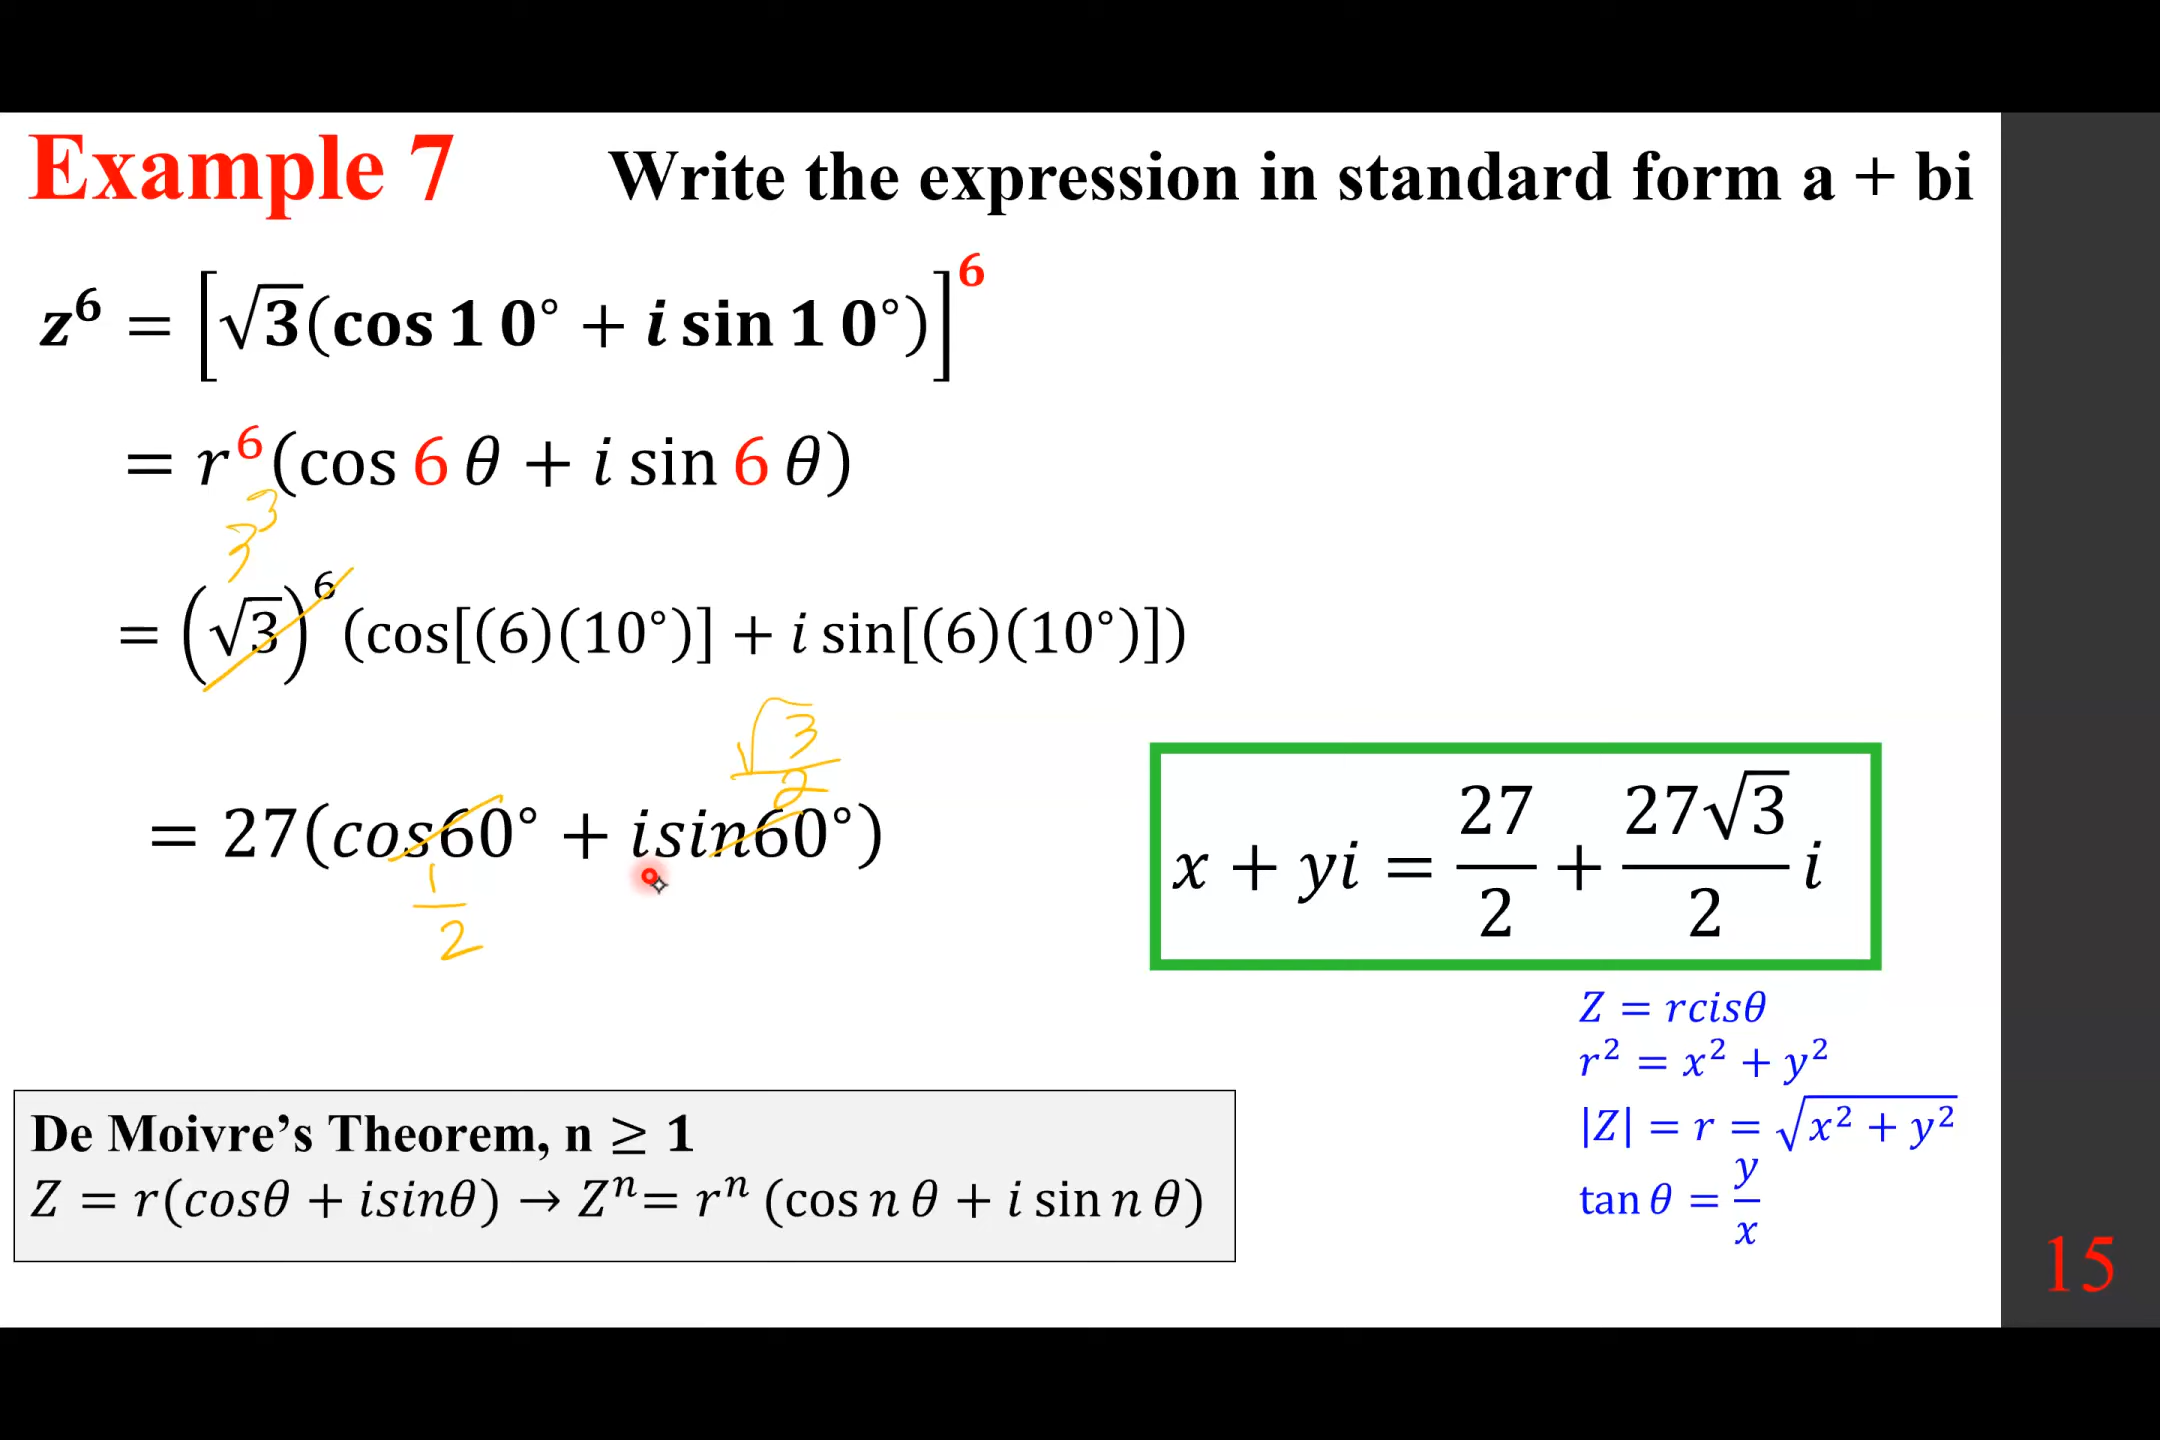 Example 7 Write the expression in standard form a + bi
z⁶ = [√3(cos 1 0° + i sin 1 0°)]⁶
= r⁶(cos 6 θ + i sin 6 θ)
3³
= (√3)⁶ (cos[(6)(10°)] + i sin[(6)(10°)])
√3/2
= 27(cos60° + isin60°)
1/2
x + yi = 27/2 + 27√3/2 i
Z = rcisθ
r² = x² + y²
|Z| = r = √(x² + y²)
tan θ = y/x
De Moivre’s Theorem, n ≥ 1
Z = r(cosθ + isinθ) → Zⁿ= rⁿ (cos n θ + i sin n θ)
15